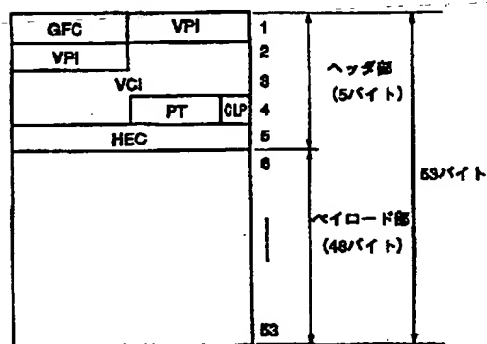 GFC VPI 1
VPI 2
VCI 3
PT CLP 4
HEC 5
6
53
ヘッダ部
(5バイト)
ペイロード部
(48バイト)
53バイト